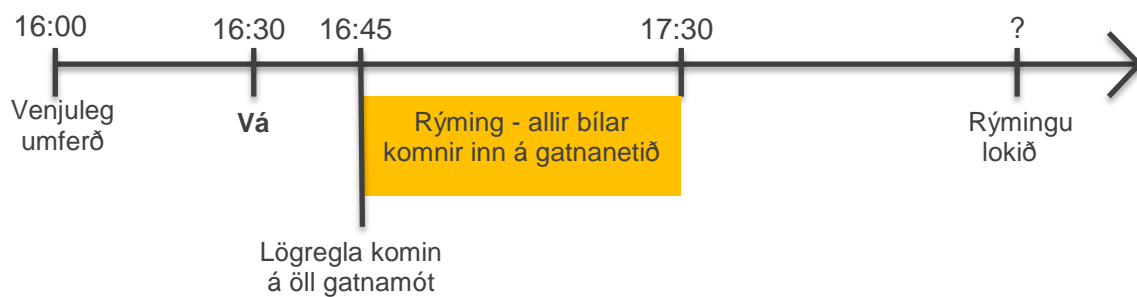 16:00
16:30
16:45
17:30
?
Venjuleg
umferð
Vá
Rýming - allir bílar
komnir inn á gatnanetið
Rýmingu
lokið
Lögregla komin
á öll gatnamót